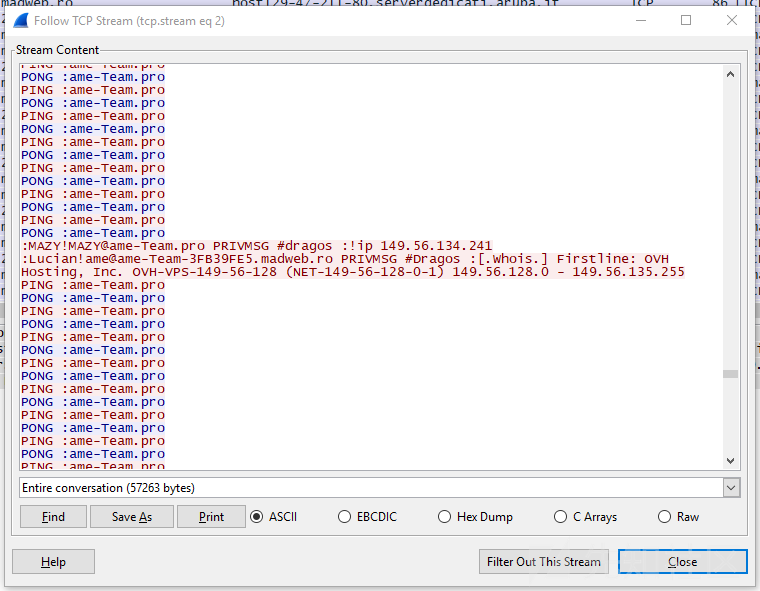 madweb.ro host129-47-211-80.serverdedicati.aruba.it TCP 86
Follow TCP Stream (tcp.stream eq 2)
Stream Content
PING :ame-Team.pro
PONG :ame-Team.pro
PING :ame-Team.pro
PONG :ame-Team.pro
PING :ame-Team.pro
PONG :ame-Team.pro
PING :ame-Team.pro
PONG :ame-Team.pro
PING :ame-Team.pro
PONG :ame-Team.pro
PING :ame-Team.pro
PONG :ame-Team.pro
PING :ame-Team.pro
PONG :ame-Team.pro
:MAZY!MAZY@ame-Team.pro PRIVMSG #dragos :!ip 149.56.134.241
:Lucian!ame@ame-Team-3FB39FE5.madweb.ro PRIVMSG #Dragos :[.Whois.] Firstline: OVH
Hosting, Inc. OVH-VPS-149-56-128 (NET-149-56-128-0-1) 149.56.128.0 - 149.56.135.255
PING :ame-Team.pro
PONG :ame-Team.pro
PING :ame-Team.pro
PONG :ame-Team.pro
PING :ame-Team.pro
PONG :ame-Team.pro
PING :ame-Team.pro
PONG :ame-Team.pro
PING :ame-Team.pro
PONG :ame-Team.pro
PING :ame-Team.pro
PONG :ame-Team.pro
PING :ame-Team.pro
PONG :ame-Team.pro
PING :ame-Team.pro
Entire conversation (57263 bytes)
Find Save As Print ASCII EBCDIC Hex Dump C Arrays Raw
Help Filter Out This Stream Close